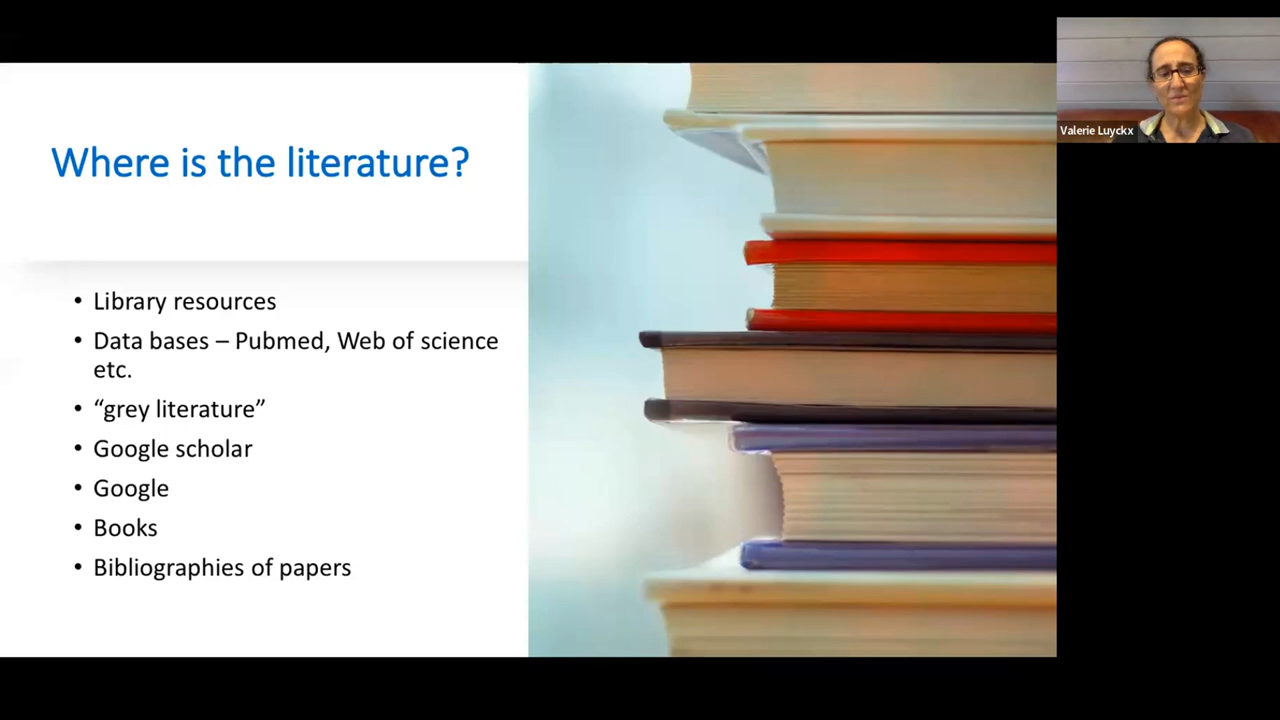 Where is the literature?
• Library resources
• Data bases – Pubmed, Web of science
etc.
• “grey literature”
• Google scholar
• Google
• Books
• Bibliographies of papers
Valerie Luyckx